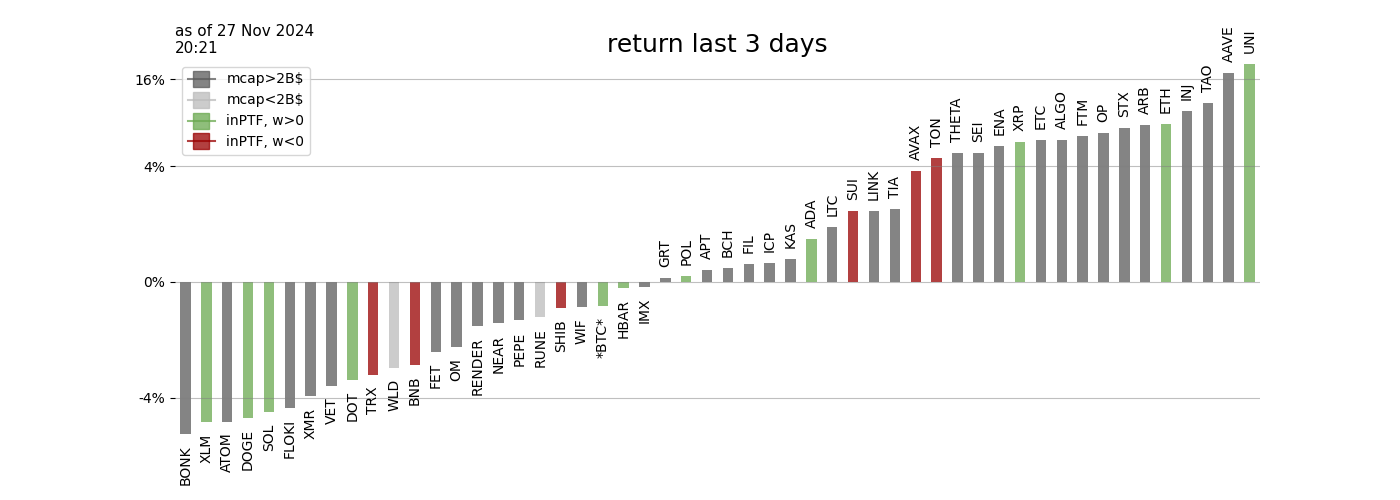 as of 27 Nov 2024
20:21
return last 3 days
mcap>2B$
mcap<2B$
inPTF, w>0
inPTF, w<0
16%
4%
0%
-4%
BONK
XLM
ATOM
DOGE
SOL
FLOKI
XMR
VET
DOT
TRX
WLD
BNB
FET
OM
RENDER
NEAR
PEPE
RUNE
SHIB
WIF
*BTC*
HBAR
IMX
GRT
POL
APT
BCH
FIL
ICP
KAS
ADA
LTC
SUI
LINK
TIA
AVAX
TON
THETA
SEI
ENA
XRP
ETC
ALGO
FTM
OP
STX
ARB
ETH
INJ
TAO
AAVE
UNI